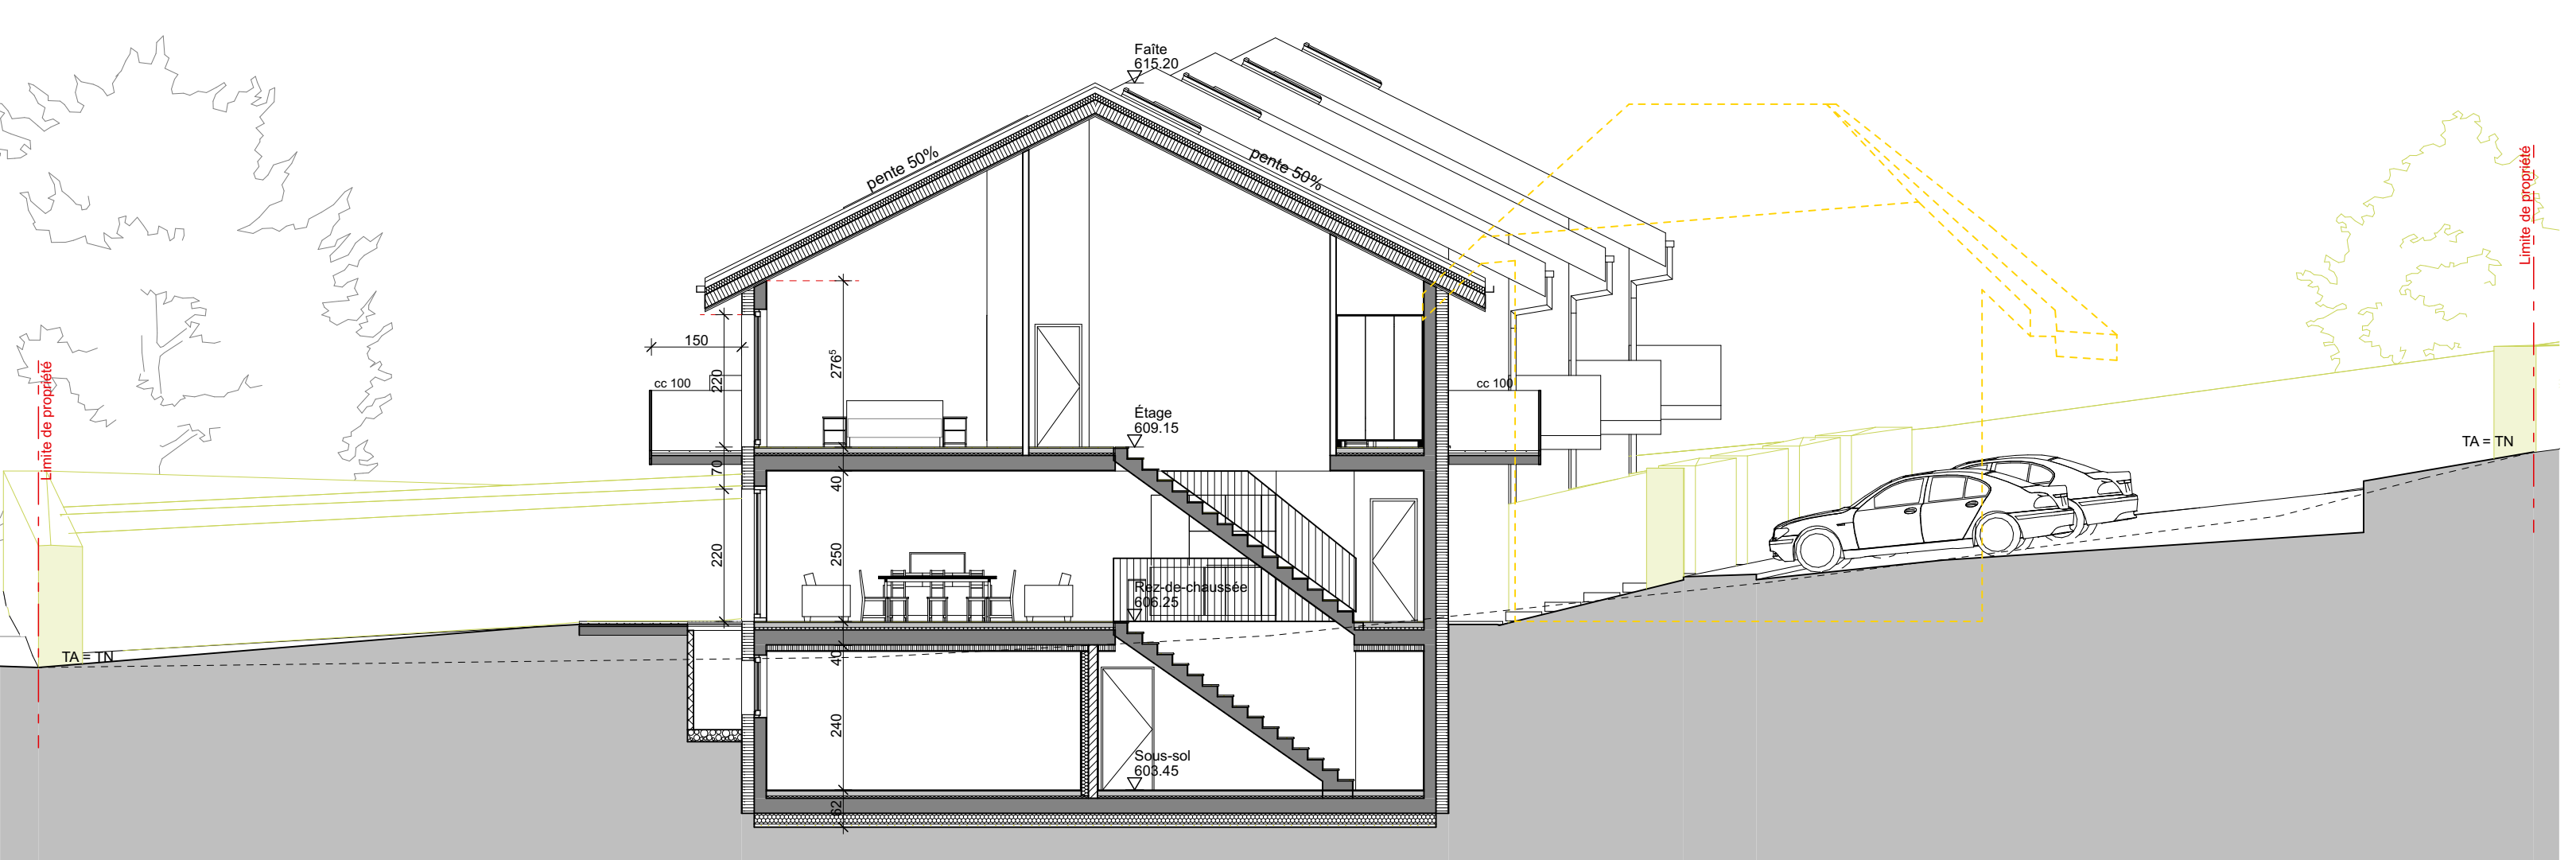 Faîte
615.20
pente 50%
pente 50%
Limite de propriété
Limite de propriété
150
220
276⁵
cc 100
cc 100
Étage
609.15
TA = TN
70
40
220
250
Rez-de-chaussée
606.25
TA = TN
40
240
Sous-sol
603.45
62